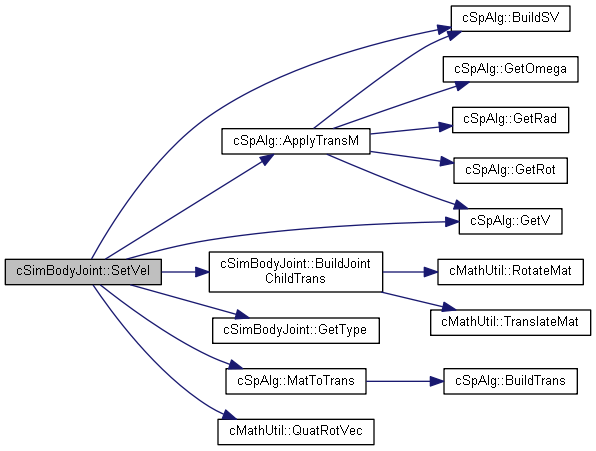 cSpAlg::BuildSV
cSpAlg::GetOmega
cSpAlg::GetRad
cSpAlg::ApplyTransM
cSpAlg::GetRot
cSpAlg::GetV
cSimBodyJoint::SetVel
cSimBodyJoint::BuildJoint
ChildTrans
cMathUtil::RotateMat
cMathUtil::TranslateMat
cSimBodyJoint::GetType
cSpAlg::MatToTrans
cSpAlg::BuildTrans
cMathUtil::QuatRotVec